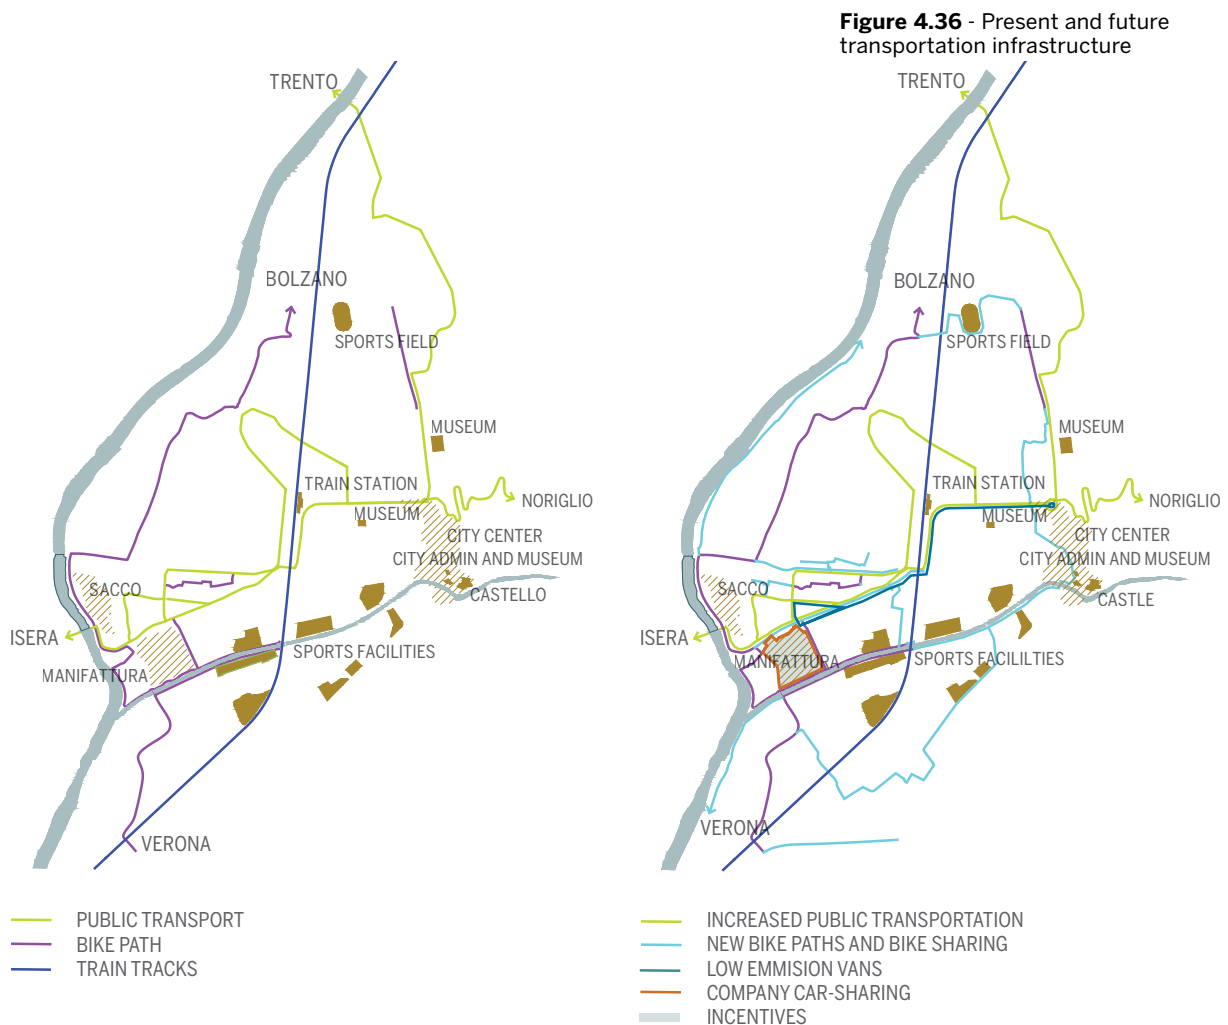 Figure 4.36 - Present and future
transportation infrastructure
TRENTO
BOLZANO
SPORTS FIELD
MUSEUM
TRAIN STATION
NORIGLIO
MUSEUM
CITY CENTER
CITY ADMIN AND MUSEUM
SACCO
CASTELLO
ISERA
SPORTS FACILITIES
MANIFATTURA
VERONA
PUBLIC TRANSPORT
BIKE PATH
TRAIN TRACKS
TRENTO
BOLZANO
SPORTS FIELD
MUSEUM
TRAIN STATION
NORIGLIO
MUSEUM
CITY CENTER
CITY ADMIN AND MUSEUM
SACCO
CASTLE
ISERA
SPORTS FACILILTIES
MANIFATTURA
VERONA
INCREASED PUBLIC TRANSPORTATION
NEW BIKE PATHS AND BIKE SHARING
LOW EMMISION VANS
COMPANY CAR-SHARING
INCENTIVES